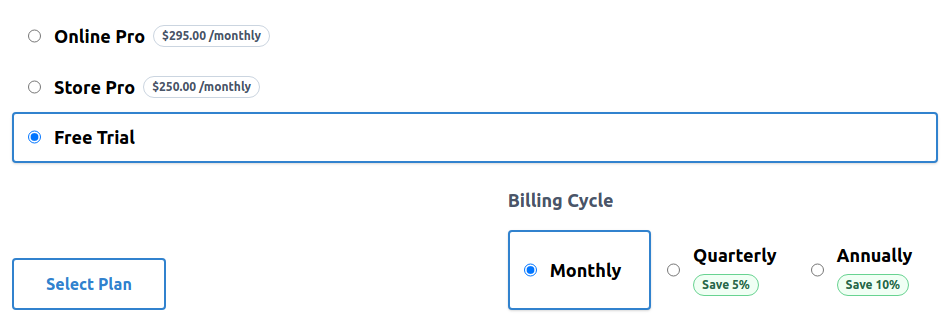 Online Pro $295.00 /monthly
Store Pro $250.00 /monthly
Free Trial
Billing Cycle
Monthly
Quarterly
Save 5%
Annually
Save 10%
Select Plan